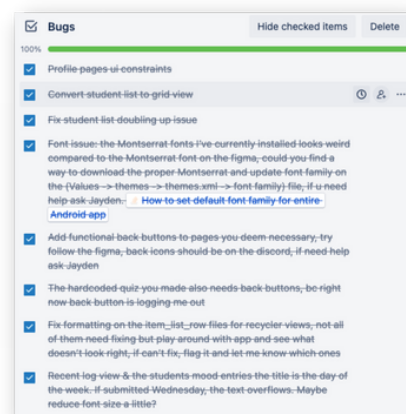 Bugs
Hide checked items
Delete
100%
Profile pages ui constraints
Convert student list to grid view
Fix student list doubling up issue
Font issue: the Montserrat fonts I've currently installed looks weird
compared to the Montserrat font on the figma, could you find a
way to download the proper Montserrat and update font family on
the (Values -> themes -> themes.xml -> font family) file, if u need
help ask Jayden. How to set default font family for entire
Android app
Add functional back buttons to pages you deem necessary, try
follow the figma, back icons should be on the discord, if need help
ask Jayden
The hardcoded quiz you made also needs back buttons, bc right
now back button is logging me out
Fix formatting on the item_list_row files for recycler views, not all
of them need fixing but play around with app and see what
doesn't look right, if can't fix, flag it and let me know which ones
Recent log view & the students mood entries the title is the day of
the week. If submitted Wednesday, the text overflows. Maybe
reduce font size a little?